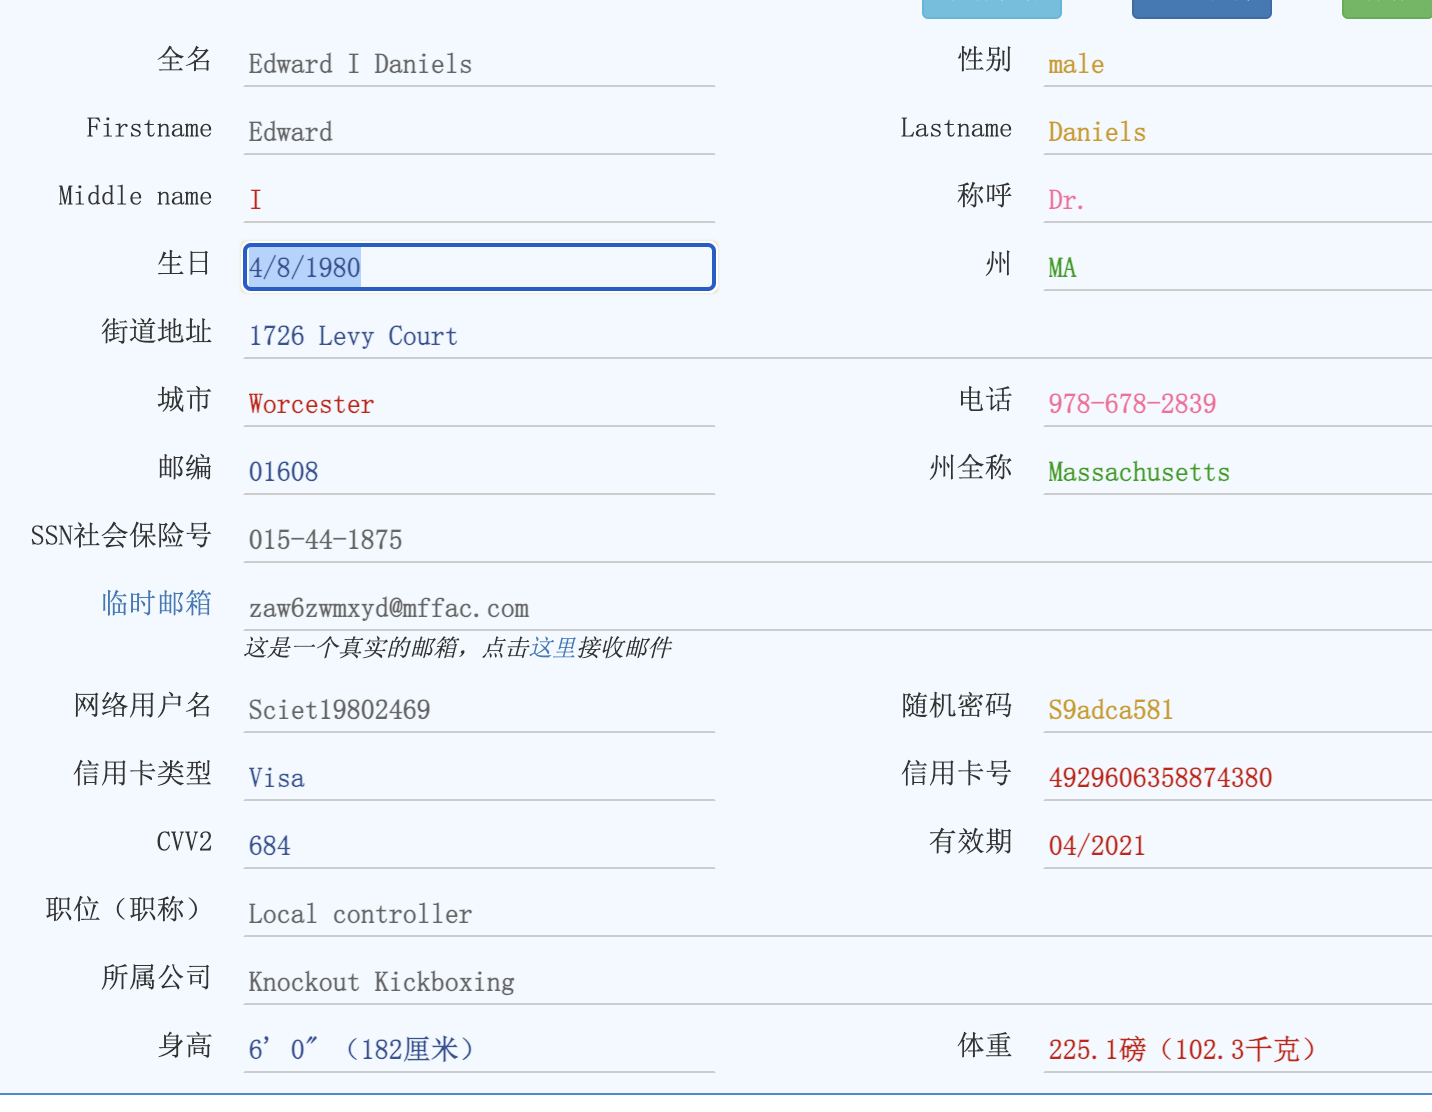 全名 Edward I Daniels 性别 male
Firstname Edward Lastname Daniels
Middle name I 称呼 Dr.
生日 4/8/1980 州 MA
街道地址 1726 Levy Court
城市 Worcester 电话 978-678-2839
邮编 01608 州全称 Massachusetts
SSN社会保险号 015-44-1875
临时邮箱 zaw6zwmxyd@mffac.com
这是一个真实的邮箱，点击这里接收邮件
网络用户名 Sciet19802469 随机密码 S9adca581
信用卡类型 Visa 信用卡号 4929606358874380
CVV2 684 有效期 04/2021
职位（职称） Local controller
所属公司 Knockout Kickboxing
身高 6' 0" （182厘米） 体重 225.1磅（102.3千克）